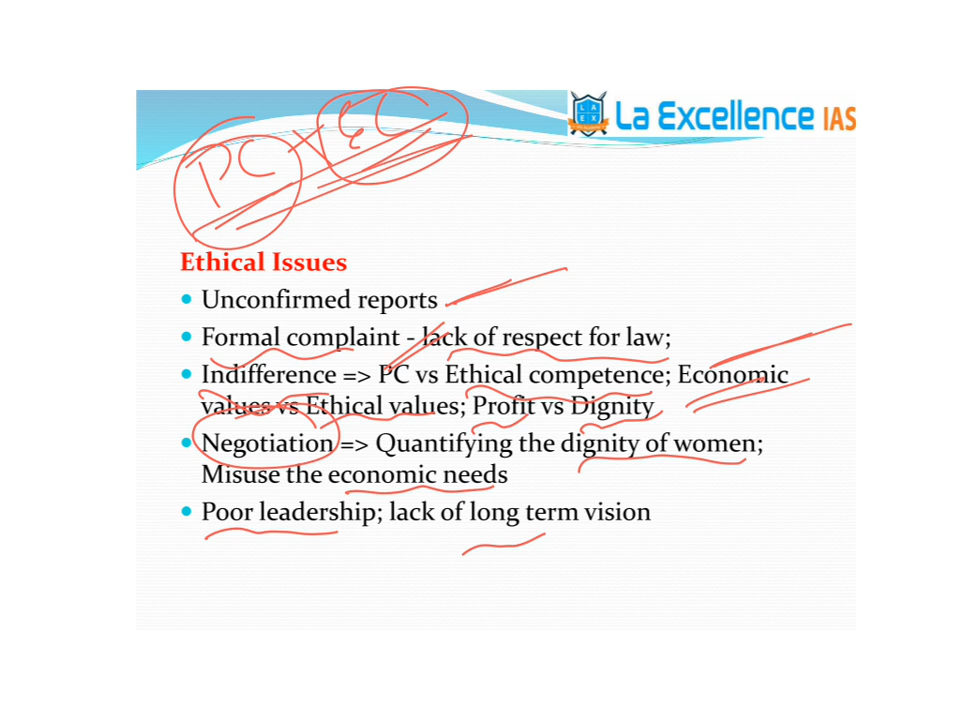 La Excellence IAS
PC + EC
Ethical Issues
• Unconfirmed reports
• Formal complaint - lack of respect for law;
• Indifference => PC vs Ethical competence; Economic
values vs Ethical values; Profit vs Dignity
• Negotiation => Quantifying the dignity of women;
Misuse the economic needs
• Poor leadership; lack of long term vision